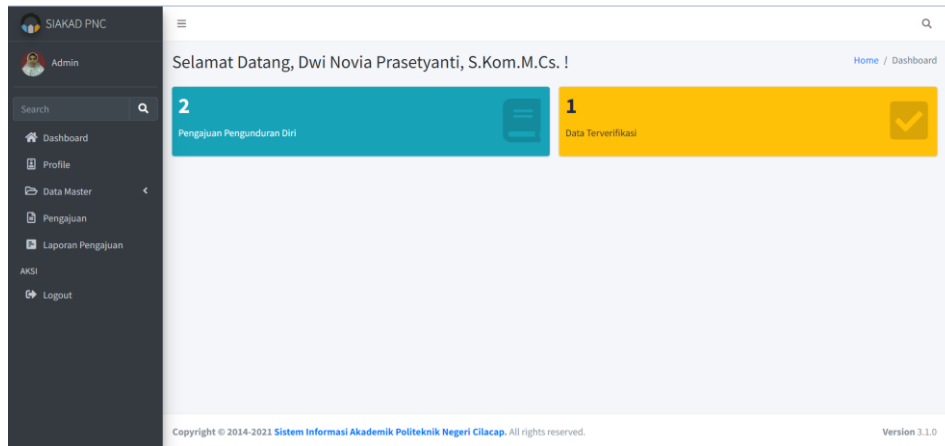 SIAKAD PNC
Admin
Search
Dashboard
Profile
Data Master
Pengajuan
Laporan Pengajuan
AKSI
Logout
Selamat Datang, Dwi Novia Prasetyanti, S.Kom.M.Cs. !
Home / Dashboard
2
Pengajuan Pengunduran Diri
1
Data Terverifikasi
Copyright © 2014-2021 Sistem Informasi Akademik Politeknik Negeri Cilacap. All rights reserved.
Version 3.1.0